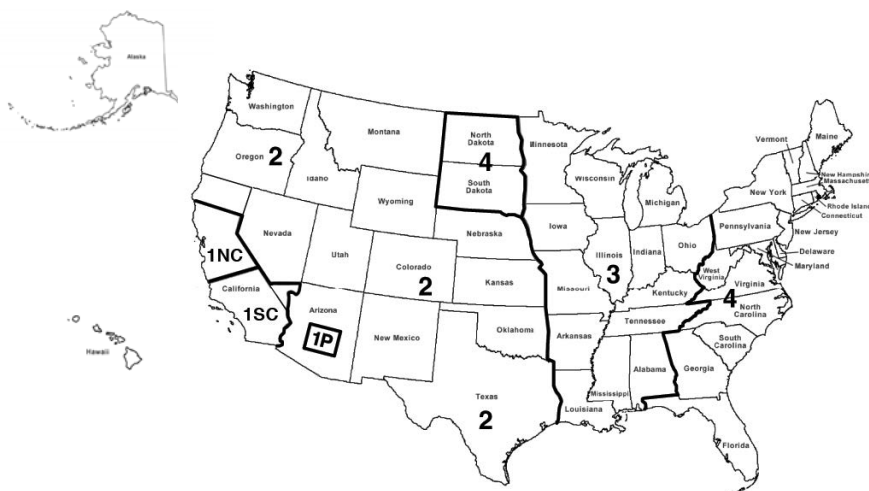 Alaska
Washington
Montana
North
Dakota
Minnesota
Vermont
Maine
Oregon
2
4
Idaho
South
Dakota
Wisconsin
Michigan
New York
New Hampshire
Massachusett
Rhode Island
Connecticut
Wyoming
Iowa
Pennsylvania
New Jersey
Nevada
Nebraska
Illinois
Indiana
Ohio
Delaware
Maryland
1NC
Utah
Colorado
2
Kansas
Missouri
3
West
Virginia
Virginia
4
Kentucky
California
1SC
Arizona
1P
New Mexico
Oklahoma
Arkansas
Tennessee
North
Carolina
South
Carolina
Hawaii
Texas
2
Louisiana
Mississippi
Alabama
Georgia
Florida